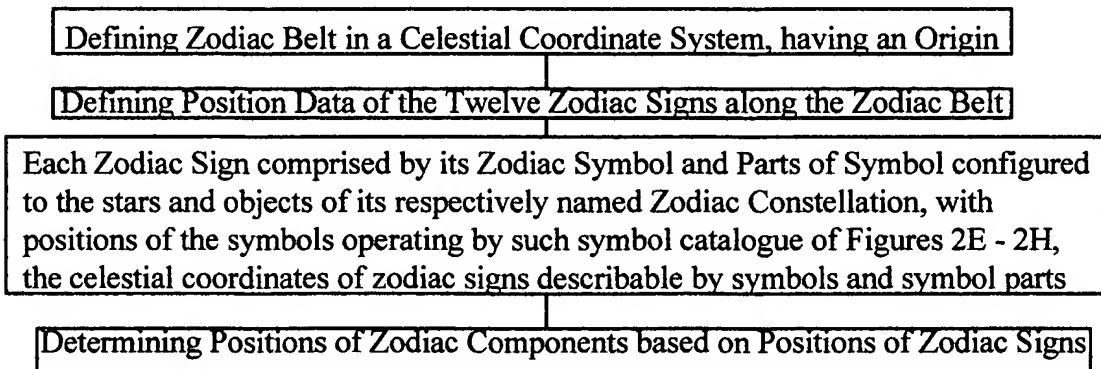 Defining Zodiac Belt in a Celestial Coordinate System, having an Origin
Defining Position Data of the Twelve Zodiac Signs along the Zodiac Belt
Each Zodiac Sign comprised by its Zodiac Symbol and Parts of Symbol configured
to the stars and objects of its respectively named Zodiac Constellation, with
positions of the symbols operating by such symbol catalogue of Figures 2E - 2H,
the celestial coordinates of zodiac signs describable by symbols and symbol parts
Determining Positions of Zodiac Components based on Positions of Zodiac Signs